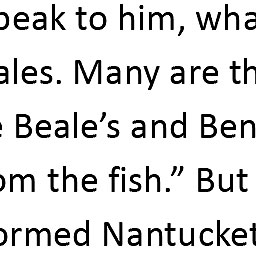 peak to him, wha
ales. Many are th
e Beale’s and Ben
om the fish.” But
ormed Nantucket